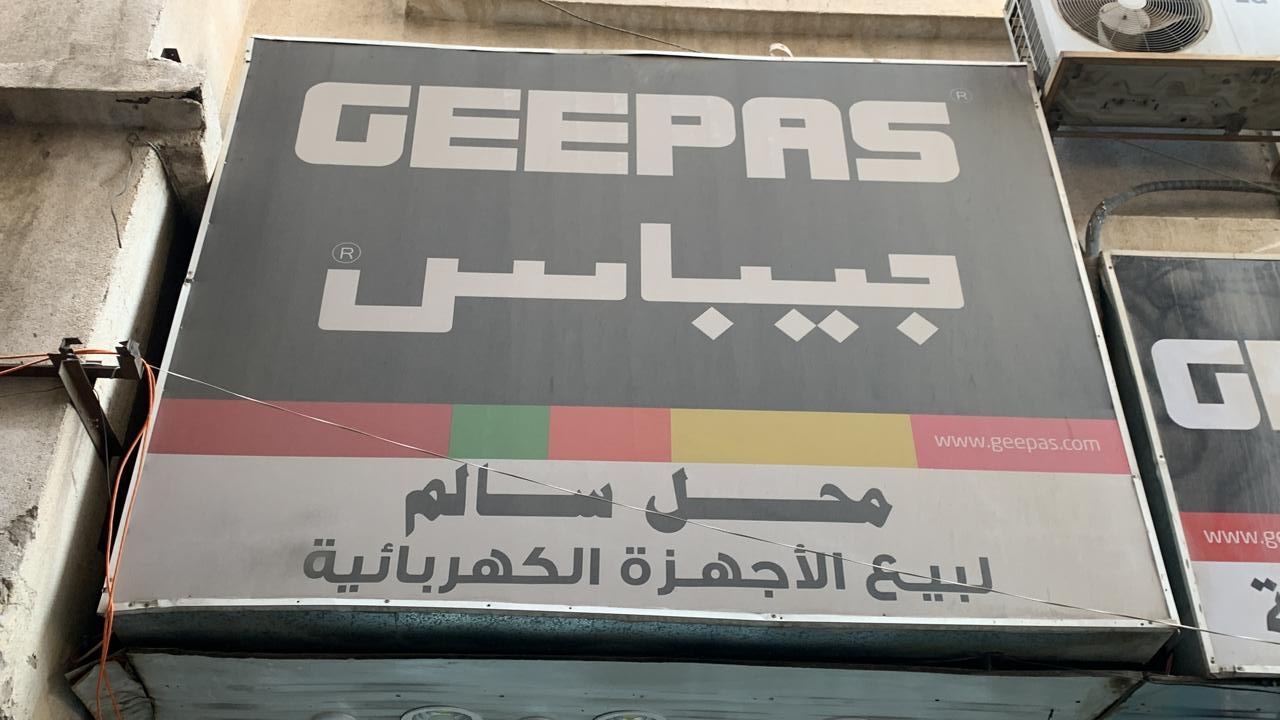 GEEPAS®
جيباس®
www.geepas.com
محل سالم
لبيع الأجهزة الكهربائية